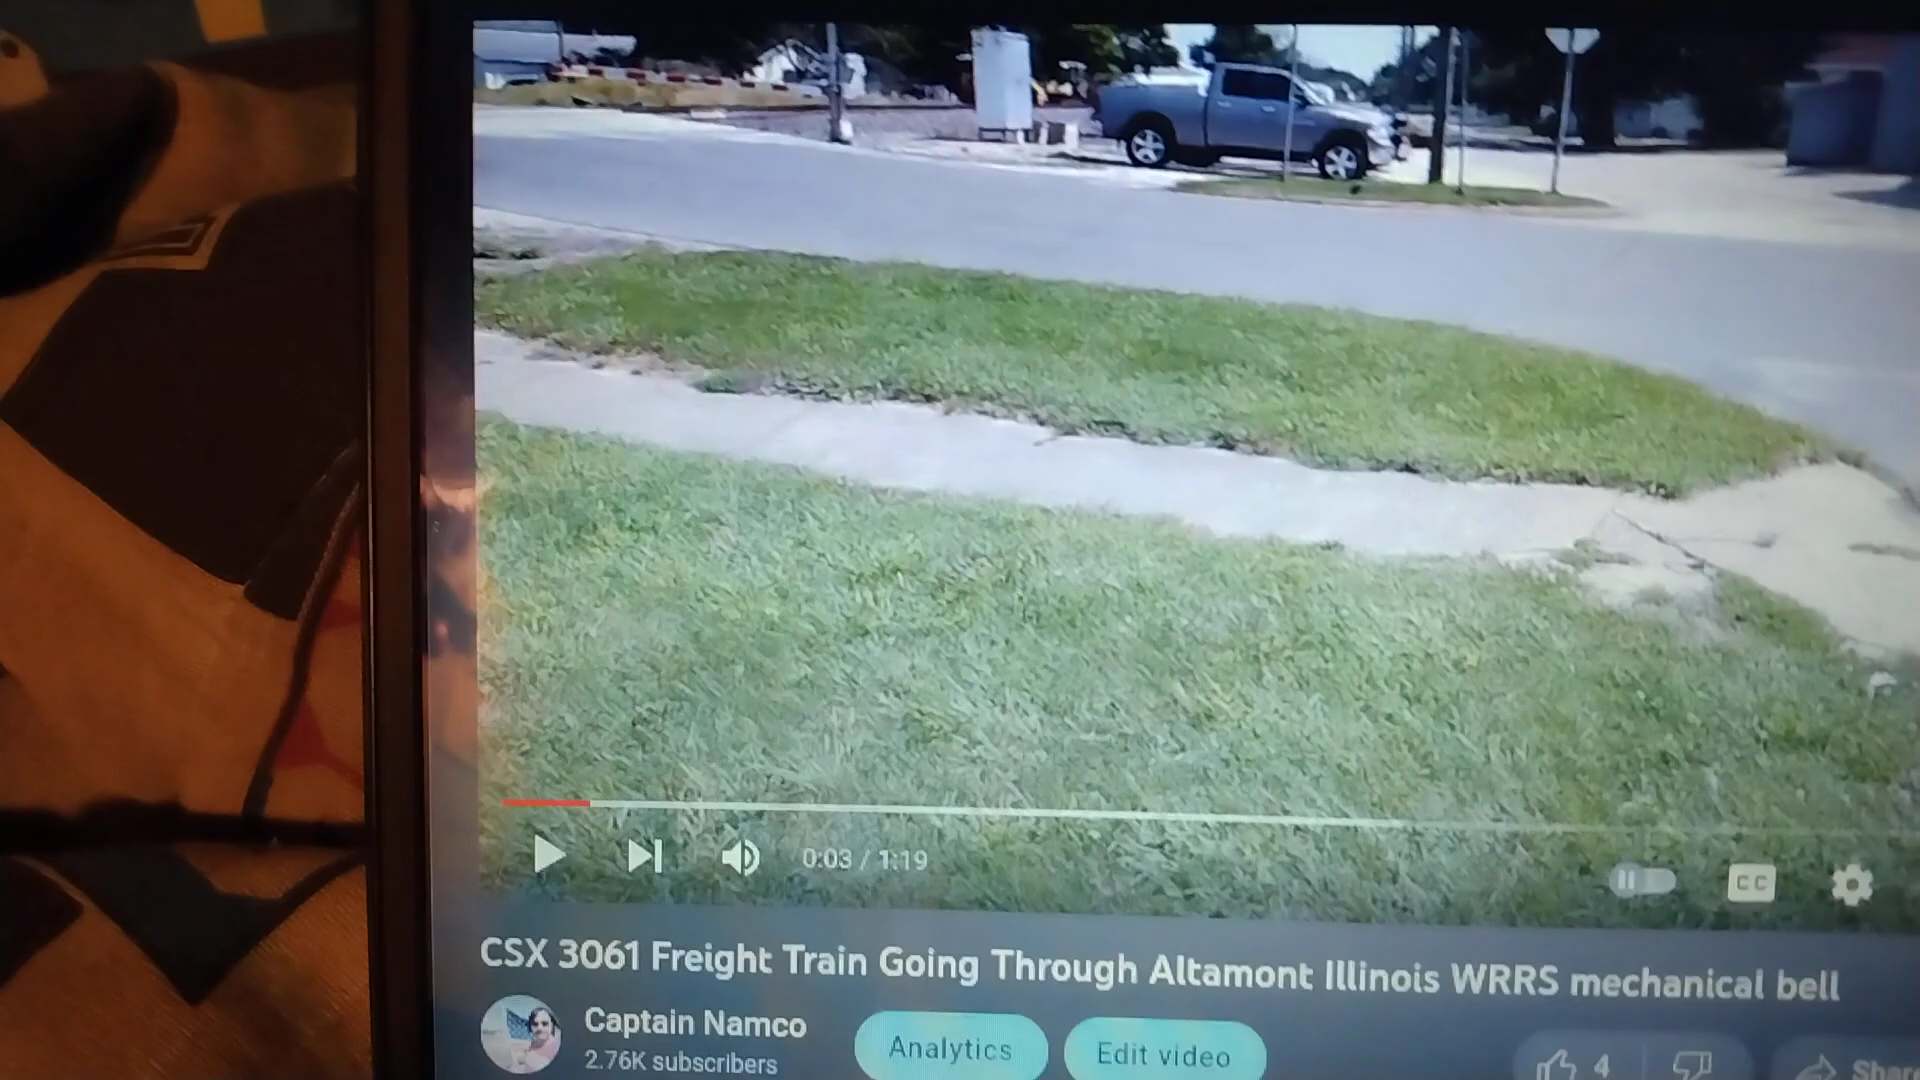 0:03 / 1:19
CC
CSX 3061 Freight Train Going Through Altamont Illinois WRRS mechanical bell
Captain Namco
2.76K subscribers
Analytics
Edit video
4
Share